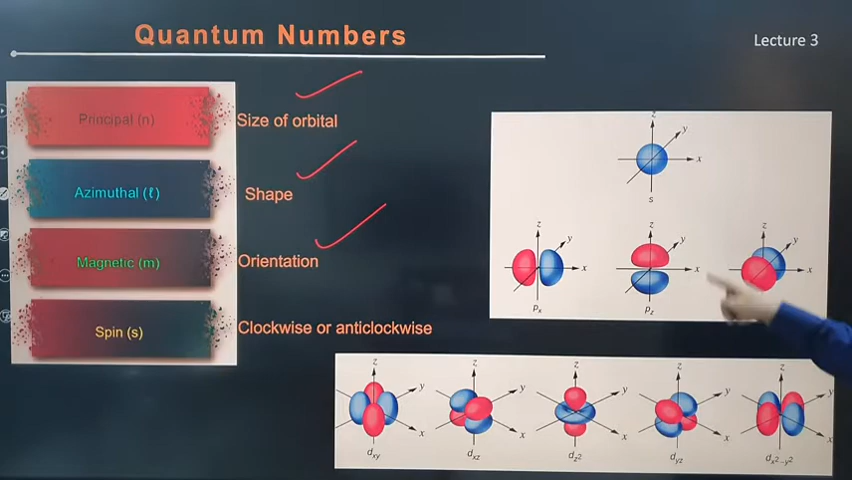 Quantum Numbers
Lecture 3
Principal (n)
Size of orbital
Azimuthal (ℓ)
Shape
Magnetic (m)
Orientation
Spin (s)
Clockwise or anticlockwise
z
y
x
s
z
y
x
pₓ
z
y
x
p_z
z
y
x
z
y
x
d_xy
z
y
x
d_xz
z
y
x
d_z²
z
y
x
d_yz
z
y
x
d_x²−y²